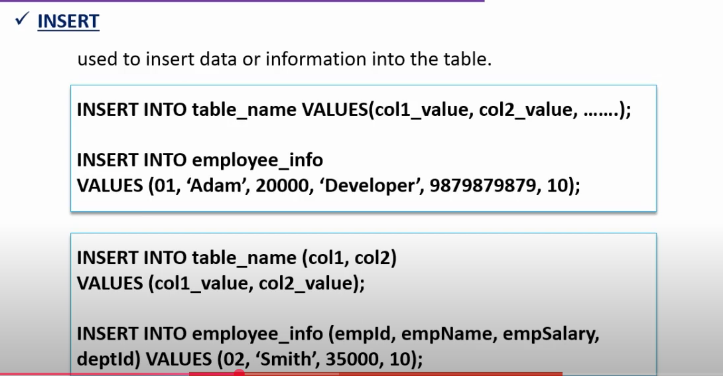 ✓ INSERT
used to insert data or information into the table.
INSERT INTO table_name VALUES(col1_value, col2_value, …….);
INSERT INTO employee_info
VALUES (01, ‘Adam’, 20000, ‘Developer’, 9879879879, 10);
INSERT INTO table_name (col1, col2)
VALUES (col1_value, col2_value);
INSERT INTO employee_info (empId, empName, empSalary,
deptId) VALUES (02, ‘Smith’, 35000, 10);